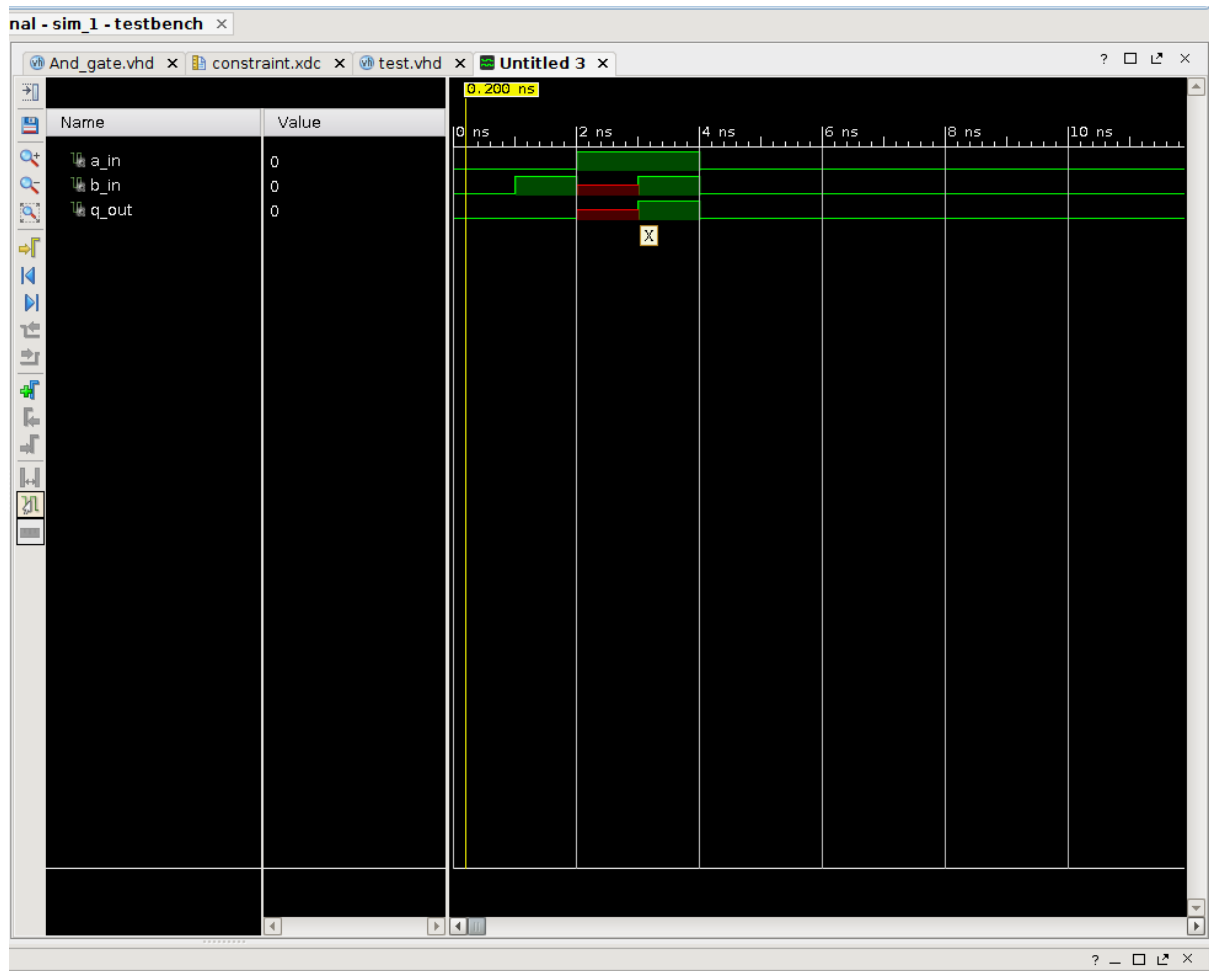 nal - sim_1 - testbench ×
And_gate.vhd × constraint.xdc × test.vhd × Untitled 3 ×
0.200 ns
Name Value
0 ns 2 ns 4 ns 6 ns 8 ns 10 ns
a_in 0
b_in 0
q_out 0
X